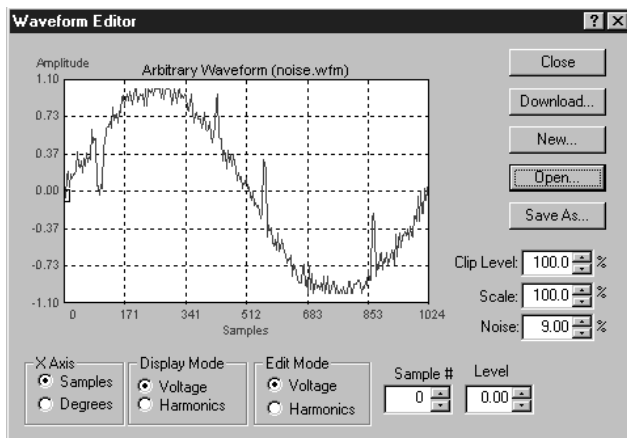 Waveform Editor
Amplitude
Arbitrary Waveform (noise.wfm)
1.10
0.73
0.37
0.00
-0.37
-0.73
-1.10
0 171 341 512 683 853 1024
Samples
Close
Download...
New...
Open...
Save As...
Clip Level: 100.0 %
Scale: 100.0 %
Noise: 9.00 %
X Axis
Samples
Degrees
Display Mode
Voltage
Harmonics
Edit Mode
Voltage
Harmonics
Sample # Level
0 0.00